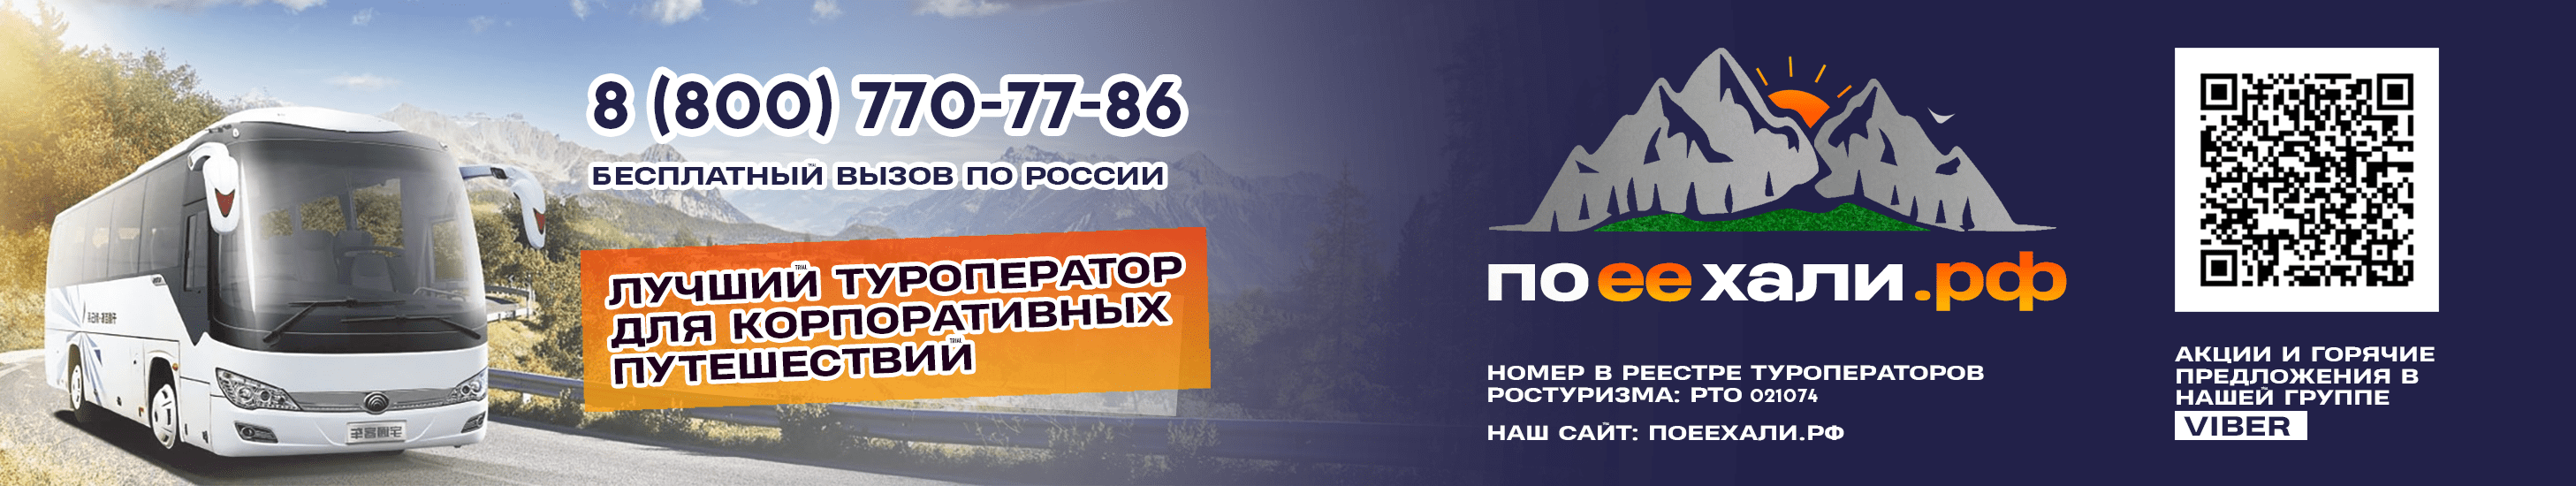 8 (800) 770-77-86
БЕСПЛАТНЫЙ ВЫЗОВ ПО РОССИИ
ЛУЧШИЙ ТУРОПЕРАТОР
ДЛЯ КОРПОРАТИВНЫХ
ПУТЕШЕСТВИЙ
поеехали.рф
НОМЕР В РЕЕСТРЕ ТУРОПЕРАТОРОВ
РОСТУРИЗМА: РТО 021074
НАШ САЙТ: ПОЕЕХАЛИ.РФ
АКЦИИ И ГОРЯЧИЕ
ПРЕДЛОЖЕНИЯ В
НАШЕЙ ГРУППЕ
VIBER